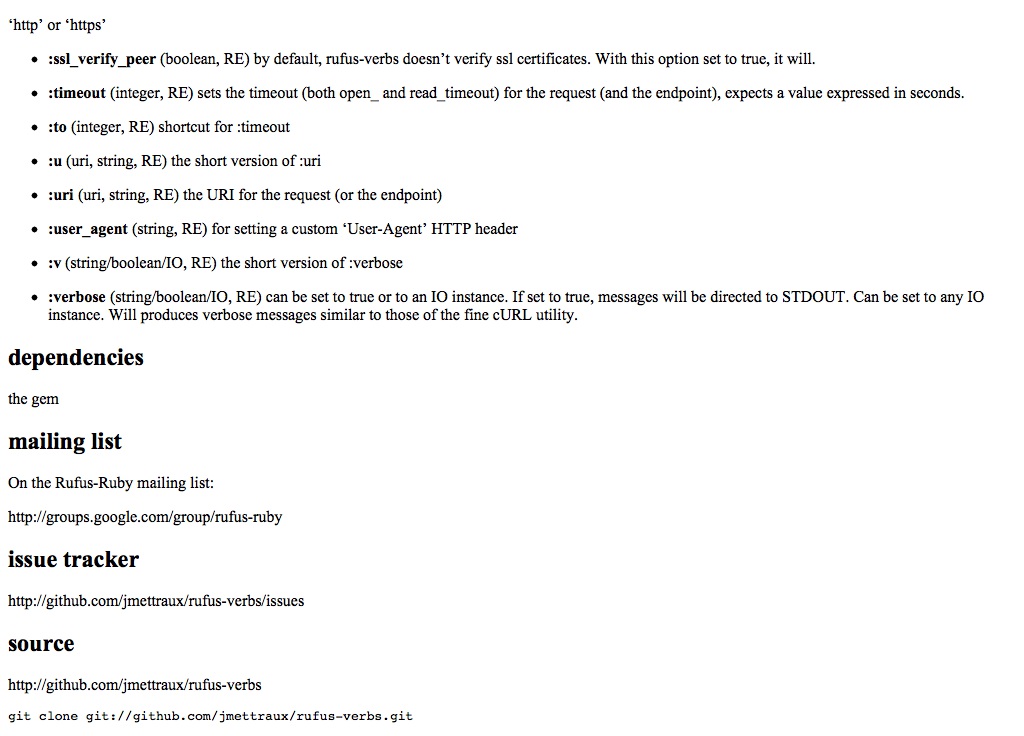 ‘http’ or ‘https’
• :ssl_verify_peer (boolean, RE) by default, rufus-verbs doesn’t verify ssl certificates. With this option set to true, it will.
• :timeout (integer, RE) sets the timeout (both open_ and read_timeout) for the request (and the endpoint), expects a value expressed in seconds.
• :to (integer, RE) shortcut for :timeout
• :u (uri, string, RE) the short version of :uri
• :uri (uri, string, RE) the URI for the request (or the endpoint)
• :user_agent (string, RE) for setting a custom ‘User-Agent’ HTTP header
• :v (string/boolean/IO, RE) the short version of :verbose
• :verbose (string/boolean/IO, RE) can be set to true or to an IO instance. If set to true, messages will be directed to STDOUT. Can be set to any IO
instance. Will produces verbose messages similar to those of the fine cURL utility.
dependencies
the gem
mailing list
On the Rufus-Ruby mailing list:
http://groups.google.com/group/rufus-ruby
issue tracker
http://github.com/jmettraux/rufus-verbs/issues
source
http://github.com/jmettraux/rufus-verbs
git clone git://github.com/jmettraux/rufus-verbs.git